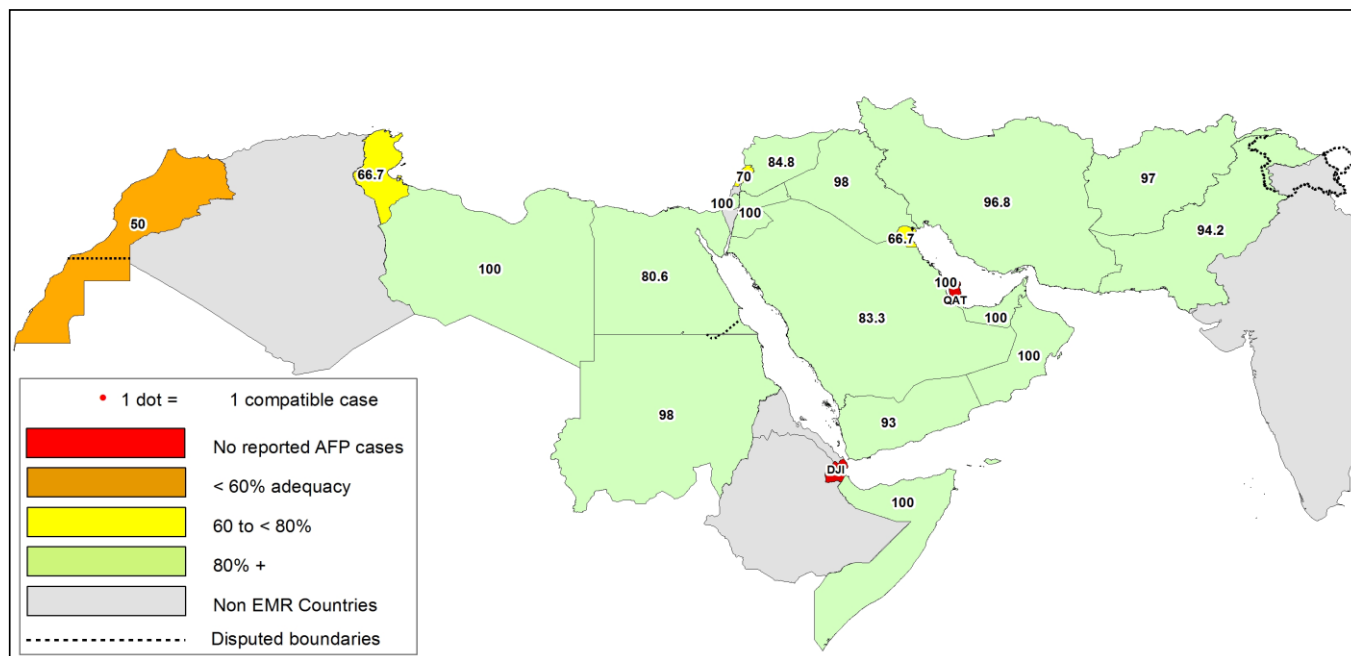 66.7
50
100
80.6
98
70
84.8
100
100
98
66.7
96.8
97
94.2
100
QAT
83.3
100
100
93
DJI
100
1 dot = 1 compatible case
No reported AFP cases
< 60% adequacy
60 to < 80%
80% +
Non EMR Countries
Disputed boundaries